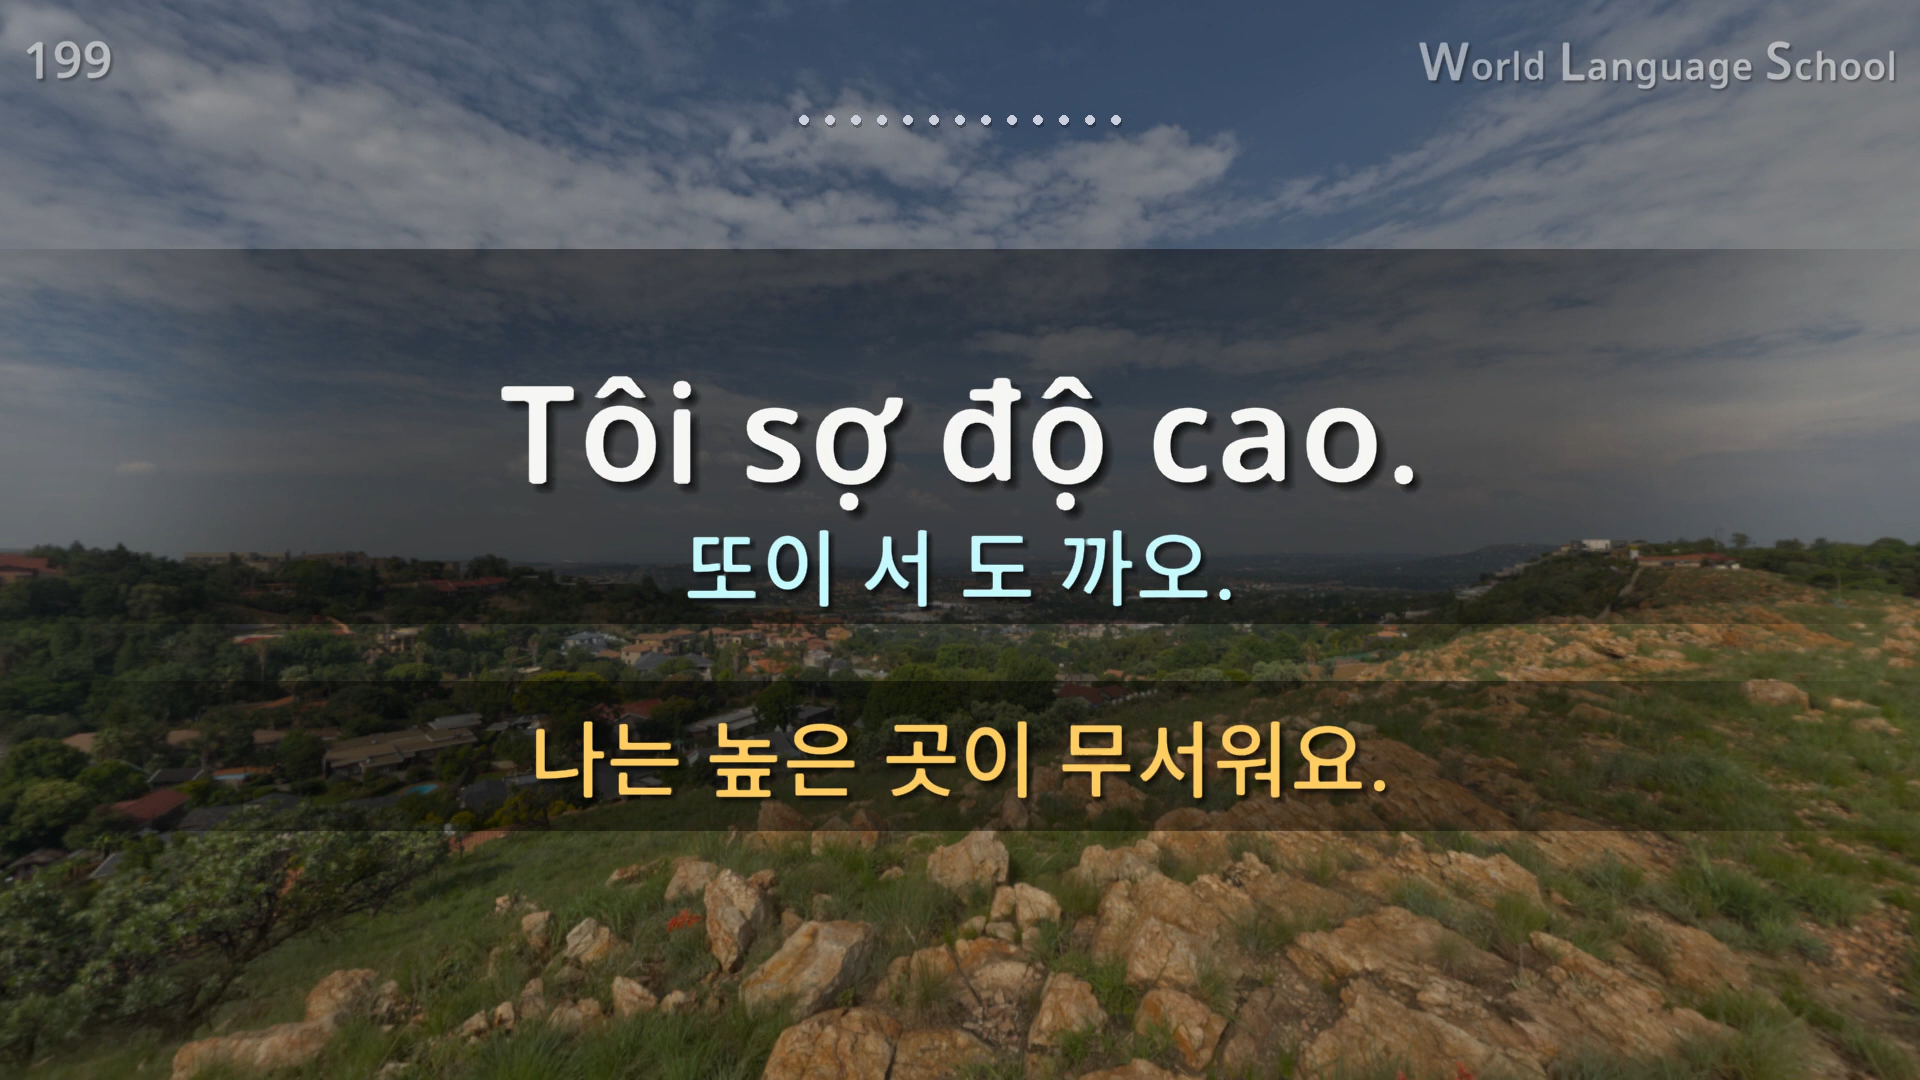 199
World Language School
Tôi sợ độ cao.
또이 서 도 까오.
나는 높은 곳이 무서워요.